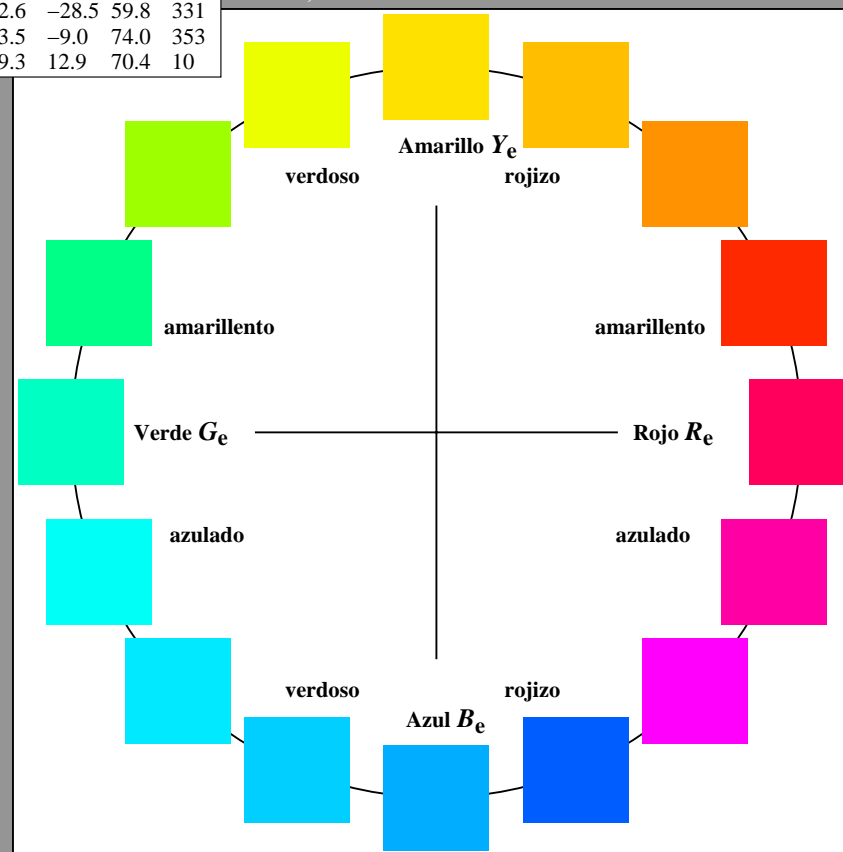 2.6 −28.5 59.8 331
3.5 −9.0 74.0 353
9.3 12.9 70.4 10
Amarillo Ye
verdoso rojizo
amarillento amarillento
Verde Ge Rojo Re
azulado azulado
verdoso rojizo
Azul Be